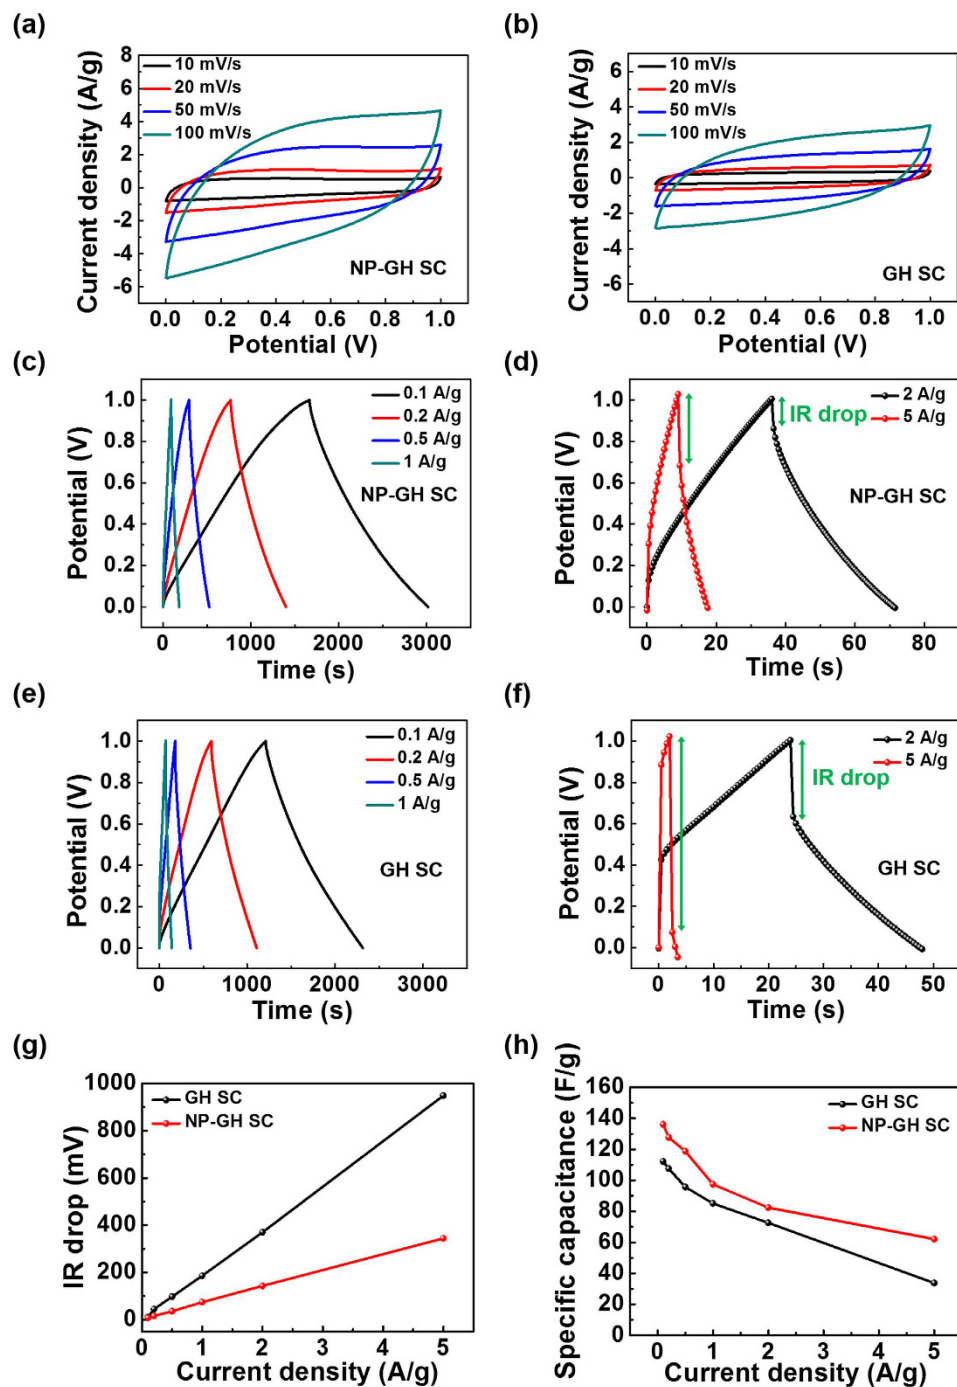 (a)
Current density (A/g)
8
6
4
2
0
-2
-4
-6
10 mV/s
20 mV/s
50 mV/s
100 mV/s
NP-GH SC
0.0 0.2 0.4 0.6 0.8 1.0
Potential (V)
(b)
Current density (A/g)
6
4
2
0
-2
-4
-6
10 mV/s
20 mV/s
50 mV/s
100 mV/s
GH SC
0.0 0.2 0.4 0.6 0.8 1.0
Potential (V)
(c)
Potential (V)
1.0
0.8
0.6
0.4
0.2
0.0
0.1 A/g
0.2 A/g
0.5 A/g
1 A/g
NP-GH SC
0 1000 2000 3000
Time (s)
(d)
Potential (V)
1.0
0.8
0.6
0.4
0.2
0.0
2 A/g
5 A/g
IR drop
NP-GH SC
0 20 40 60 80
Time (s)
(e)
Potential (V)
1.0
0.8
0.6
0.4
0.2
0.0
0.1 A/g
0.2 A/g
0.5 A/g
1 A/g
GH SC
0 1000 2000 3000
Time (s)
(f)
Potential (V)
1.0
0.8
0.6
0.4
0.2
0.0
2 A/g
5 A/g
IR drop
GH SC
0 10 20 30 40 50
Time (s)
(g)
IR drop (mV)
1000
800
600
400
200
0
GH SC
NP-GH SC
0 1 2 3 4 5
Current density (A/g)
(h)
Specific capacitance (F/g)
160
140
120
100
80
60
40
20
0
GH SC
NP-GH SC
0 1 2 3 4 5
Current density (A/g)